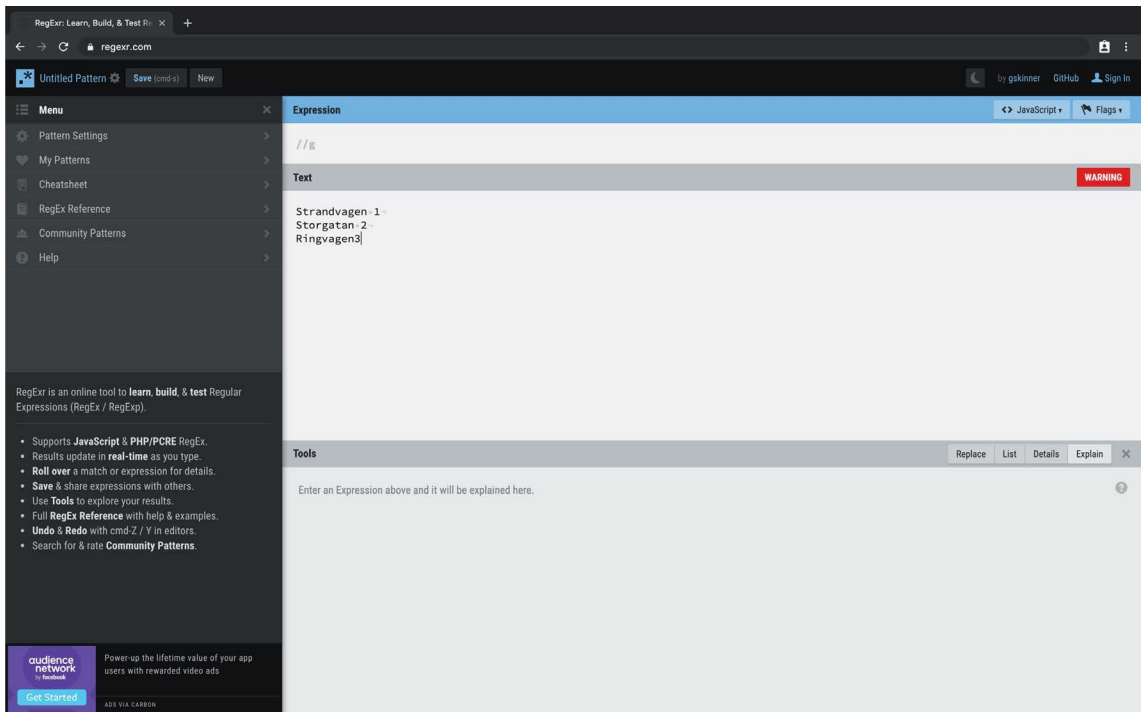 RegExr: Learn, Build, & Test Re
regexr.com
Untitled Pattern Save (cmd-s) New by gskinner GitHub Sign In
Menu
Pattern Settings
My Patterns
Cheatsheet
RegEx Reference
Community Patterns
Help
RegExr is an online tool to learn, build, & test Regular
Expressions (RegEx / RegExp).
• Supports JavaScript & PHP/PCRE RegEx.
• Results update in real-time as you type.
• Roll over a match or expression for details.
• Save & share expressions with others.
• Use Tools to explore your results.
• Full RegEx Reference with help & examples.
• Undo & Redo with cmd-Z / Y in editors.
• Search for & rate Community Patterns.
audience
network
by facebook
Get Started
Power-up the lifetime value of your app
users with rewarded video ads
ADS VIA CARBON
Expression <> JavaScript Flags
//g
Text WARNING
Strandvagen 1
Storgatan 2
Ringvagen3
Tools Replace List Details Explain
Enter an Expression above and it will be explained here.